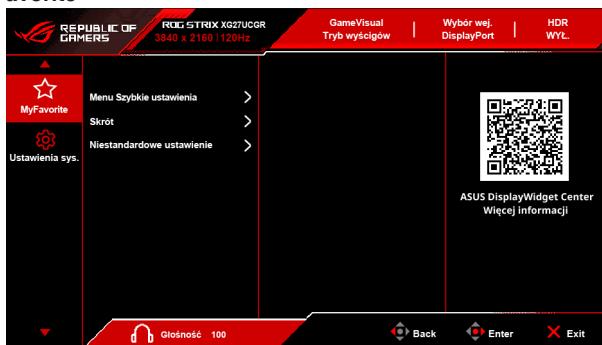 REPUBLIC OF
GAMERS
ROG STRIX XG27UCGR
3840 x 2160 | 120Hz
GameVisual
Tryb wyścigów
Wybór wej.
DisplayPort
HDR
WYŁ.
MyFavorite
Ustawienia sys.
Menu Szybkie ustawienia
Skrót
Niestandardowe ustawienie
ASUS DisplayWidget Center
Więcej informacji
Głośność 100
Back
Enter
Exit